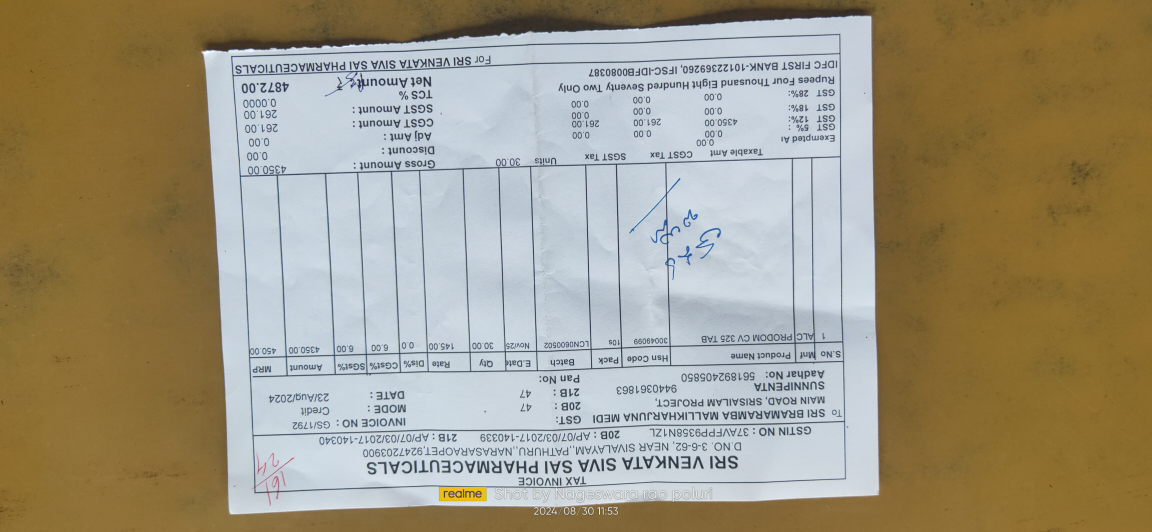 TAX INVOICE
SRI VENKATA SIVA SAI PHARMACEUTICALS
D.NO. 3-6-62, NEAR SIVALAYAM,,PATHURU,,NARASARAOPET,9247203900
GSTIN NO : 37AVFPP9358N1ZL 20B : AP/07/03/2017-140339 21B : AP/07/03/2017-140340
161
24
To SRI BRAMARAMBA MALLIKHARJHUNA MEDI GST: INVOICE NO : GS/1792
MAIN ROAD, SRISAILAM PROJECT, 20B : 47 MODE : Credit
SUNNIPENTA 9440361863 21B : 47 DATE : 23/Aug/2024
Aadhar No: 561892405850 Pan No:
S.No Mnf Product Name Hsn Code Pack Batch E.Date Qty Rate Dis% CGst% SGst% Amount MRP
1 ALC PRODOM CV 325 TAB 30049099 10s LCN0600502 Nov/25 30.00 145.00 0.0 6.00 6.00 4350.00 450.00
Taxable Amt CGST Tax SGST Tax Units 30.00 Gross Amount : 4350.00
Exempted A 0.00 Discount : 0.00
GST 5% : 0.00 0.00 Adj Amt : 0.00
GST 12%: 4350.00 261.00 261.00 CGST Amount : 261.00
GST 18%: 0.00 0.00 0.00 SGST Amount : 261.00
GST 28%: 0.00 0.00 0.00 TCS % 0.0000
Rupees Four Thousand Eight Hundred Seventy Two Only Net Amount : 4872.00
IDFC FIRST BANK-10122369260, IFSC-IDFB0080387 For SRI VENKATA SIVA SAI PHARMACEUTICALS
realme Shot by Nageswara rao poluri
2024/08/30 11:53